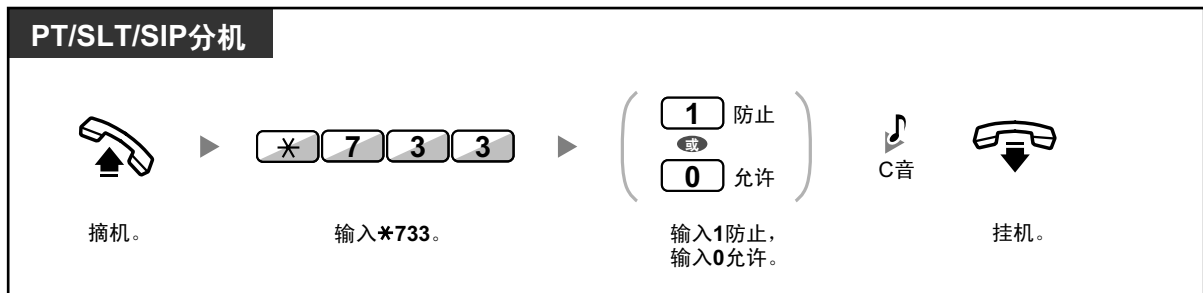 PT/SLT/SIP分机
1 防止
或
0 允许
* 7 3 3
C音
摘机。
输入*733。
输入1防止，
输入0允许。
挂机。